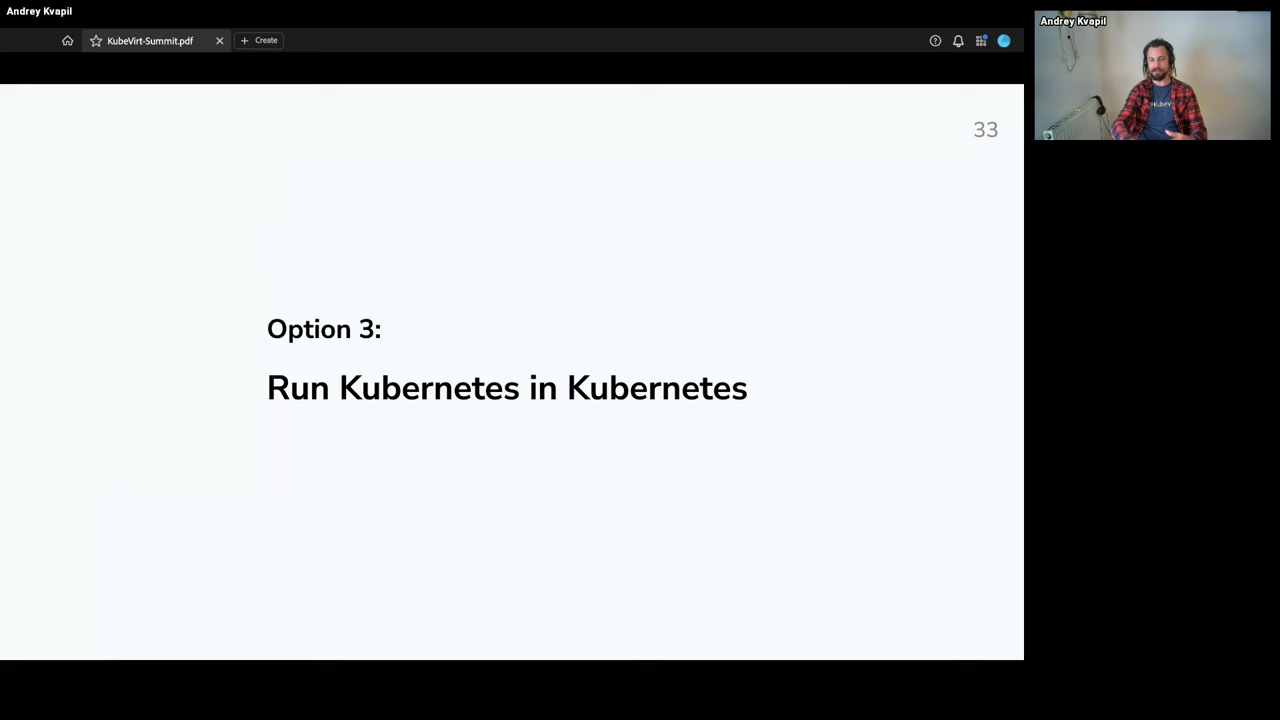 Andrey Kvapil
KubeVirt-Summit.pdf
Create
Andrey Kvapil
33
Option 3:
Run Kubernetes in Kubernetes